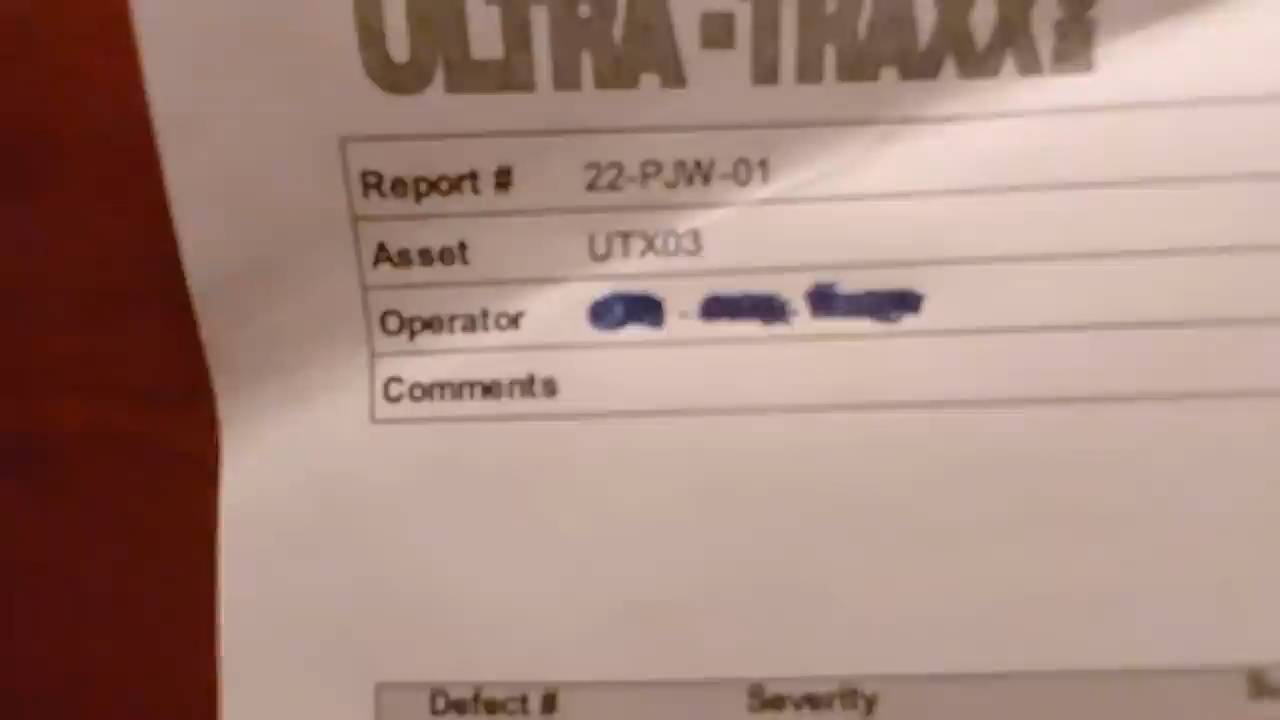 ULTRA-TRAXX
Report # 22-PJW-01
Asset UTX03
Operator
Comments
Defect # Severity